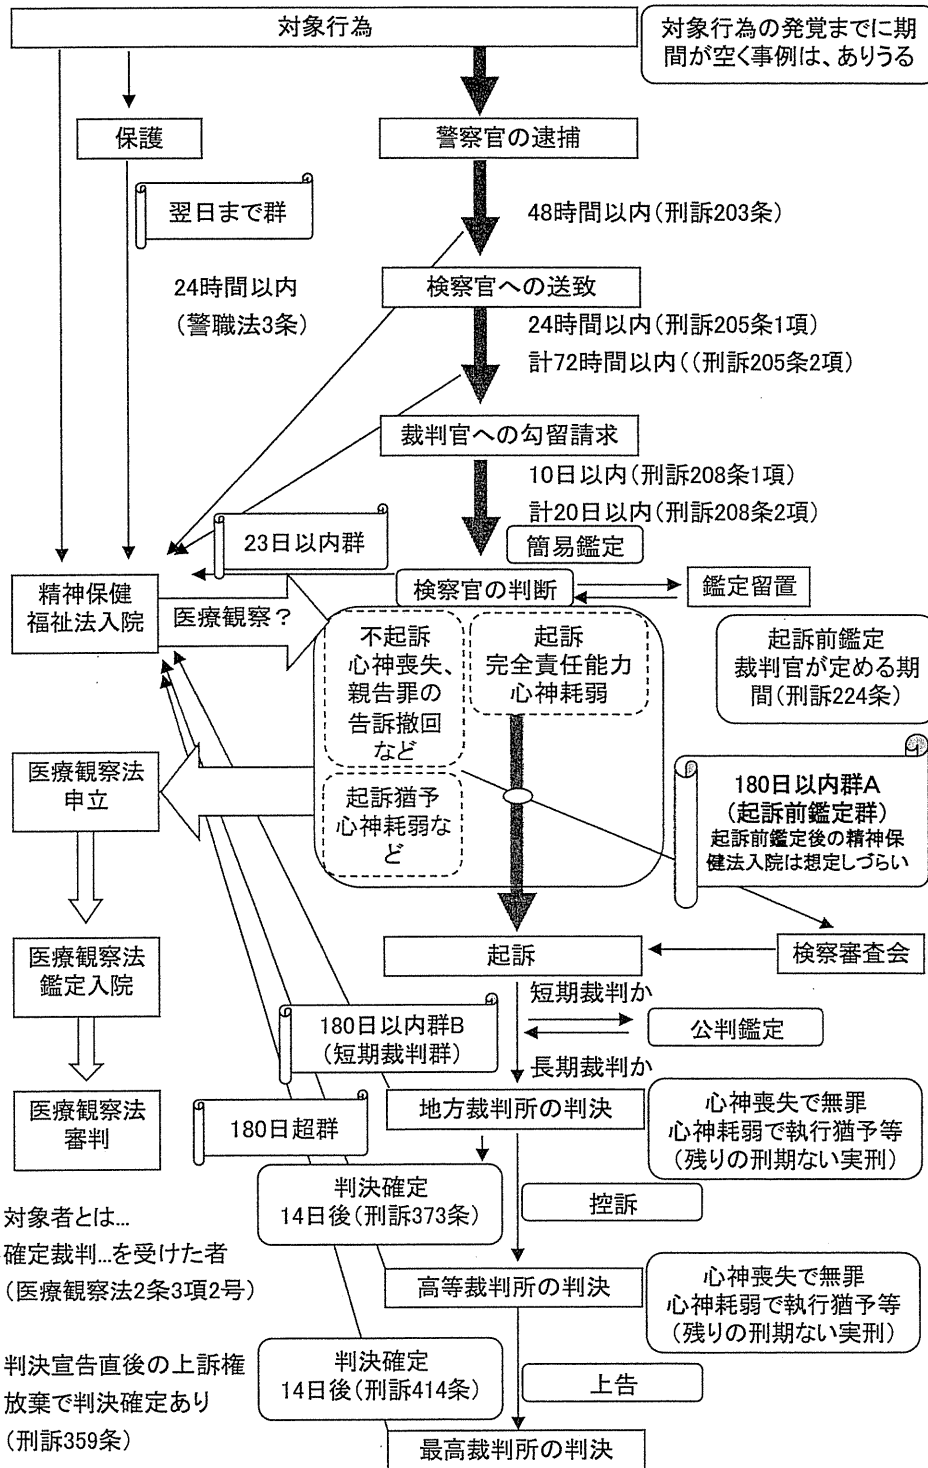 対象行為
対象行為の発覚までに期
間が空く事例は、ありうる
保護
警察官の逮捕
翌日まで群
48時間以内(刑訴203条)
24時間以内
(警職法3条)
検察官への送致
24時間以内(刑訴205条1項)
計72時間以内((刑訴205条2項)
裁判官への勾留請求
10日以内(刑訴208条1項)
計20日以内(刑訴208条2項)
23日以内群
簡易鑑定
精神保健
福祉法入院
医療観察?
検察官の判断
鑑定留置
不起訴
心神喪失、
親告罪の
告訴撤回
など
起訴
完全責任能力
心神耗弱
起訴前鑑定
裁判官が定める期
間(刑訴224条)
医療観察法
申立
起訴猶予
心神耗弱な
ど
180日以内群A
(起訴前鑑定群)
起訴前鑑定後の精神保
健法入院は想定しづらい
医療観察法
鑑定入院
起訴
検察審査会
短期裁判か
180日以内群B
(短期裁判群)
公判鑑定
長期裁判か
医療観察法
審判
180日超群
地方裁判所の判決
心神喪失で無罪
心神耗弱で執行猶予等
(残りの刑期ない実刑)
判決確定
14日後(刑訴373条)
控訴
対象者とは...
確定裁判...を受けた者
(医療観察法2条3項2号)
高等裁判所の判決
心神喪失で無罪
心神耗弱で執行猶予等
(残りの刑期ない実刑)
判決宣告直後の上訴権
放棄で判決確定あり
(刑訴359条)
判決確定
14日後(刑訴414条)
上告
最高裁判所の判決